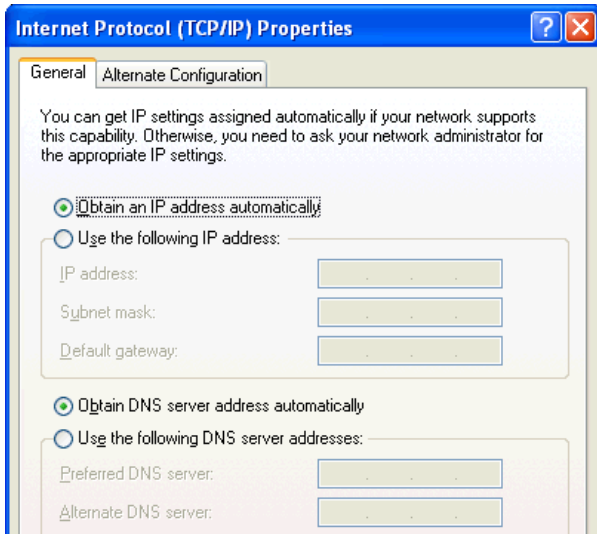 Internet Protocol (TCP/IP) Properties
General
Alternate Configuration
You can get IP settings assigned automatically if your network supports
this capability. Otherwise, you need to ask your network administrator for
the appropriate IP settings.
Obtain an IP address automatically
Use the following IP address:
IP address:
Subnet mask:
Default gateway:
Obtain DNS server address automatically
Use the following DNS server addresses:
Preferred DNS server:
Alternate DNS server: